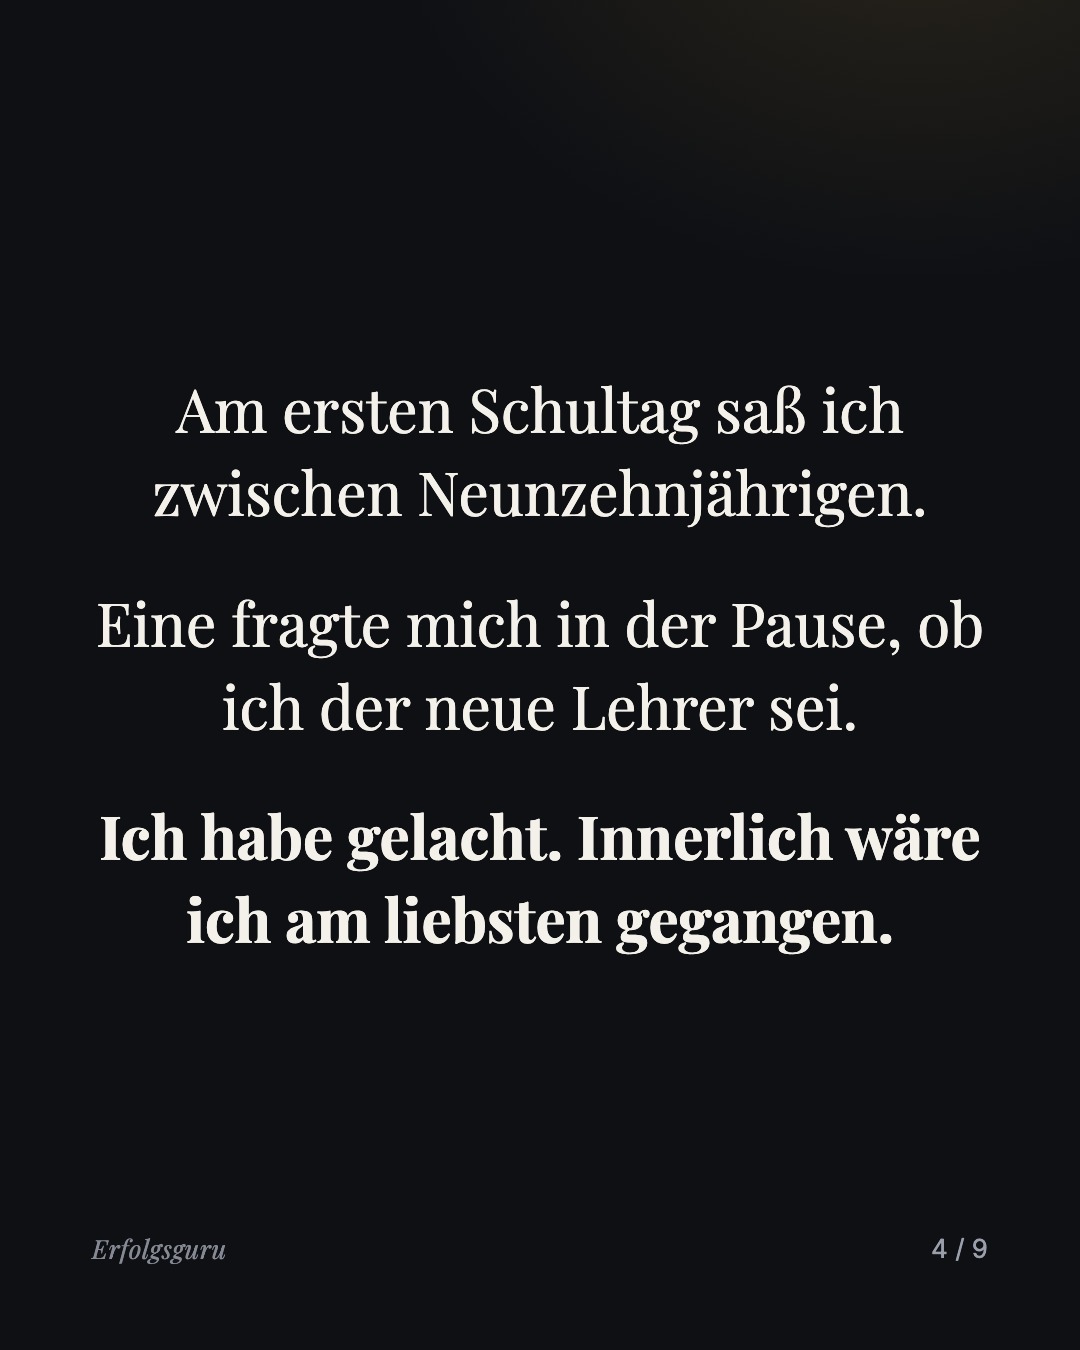 Am ersten Schultag saß ich
zwischen Neunzehnjährigen.
Eine fragte mich in der Pause, ob
ich der neue Lehrer sei.
Ich habe gelacht. Innerlich wäre
ich am liebsten gegangen.
Erfolgsguru
4 / 9